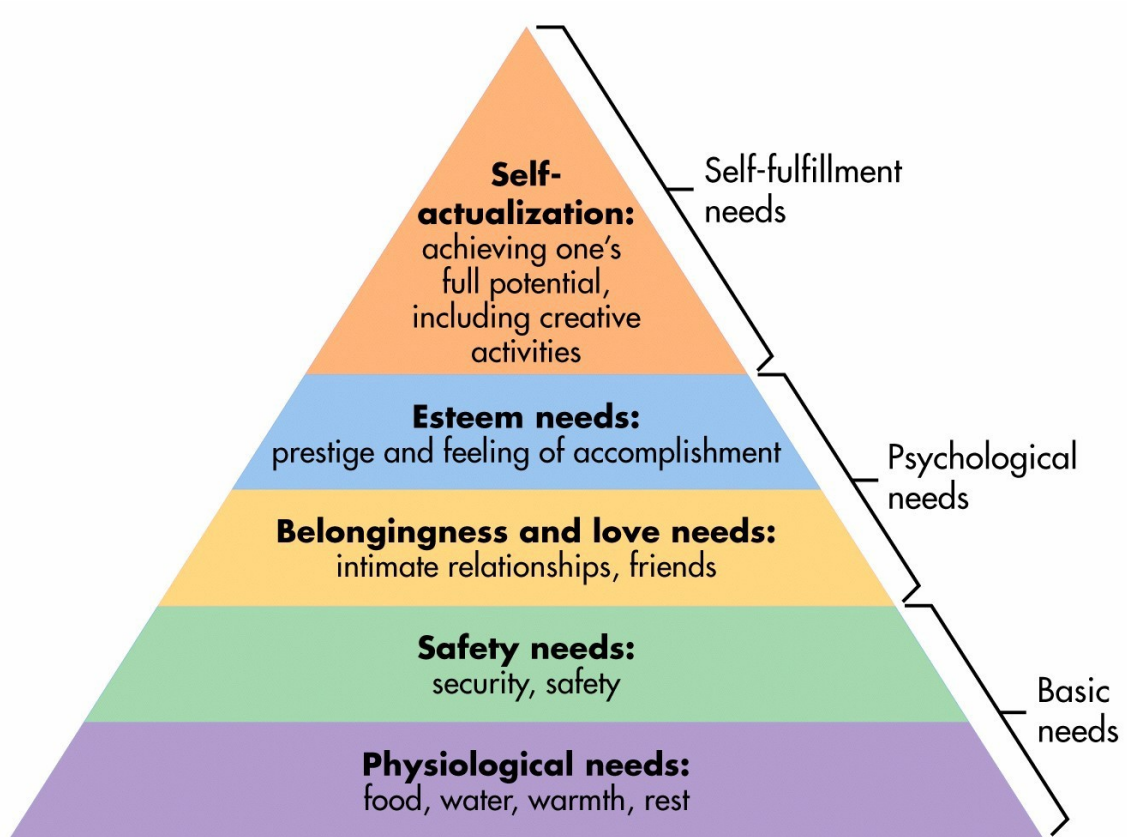 Self-
actualization:
achieving one's
full potential,
including creative
activities
Self-fulfillment
needs
Esteem needs:
prestige and feeling of accomplishment
Psychological
needs
Belongingness and love needs:
intimate relationships, friends
Safety needs:
security, safety
Basic
needs
Physiological needs:
food, water, warmth, rest